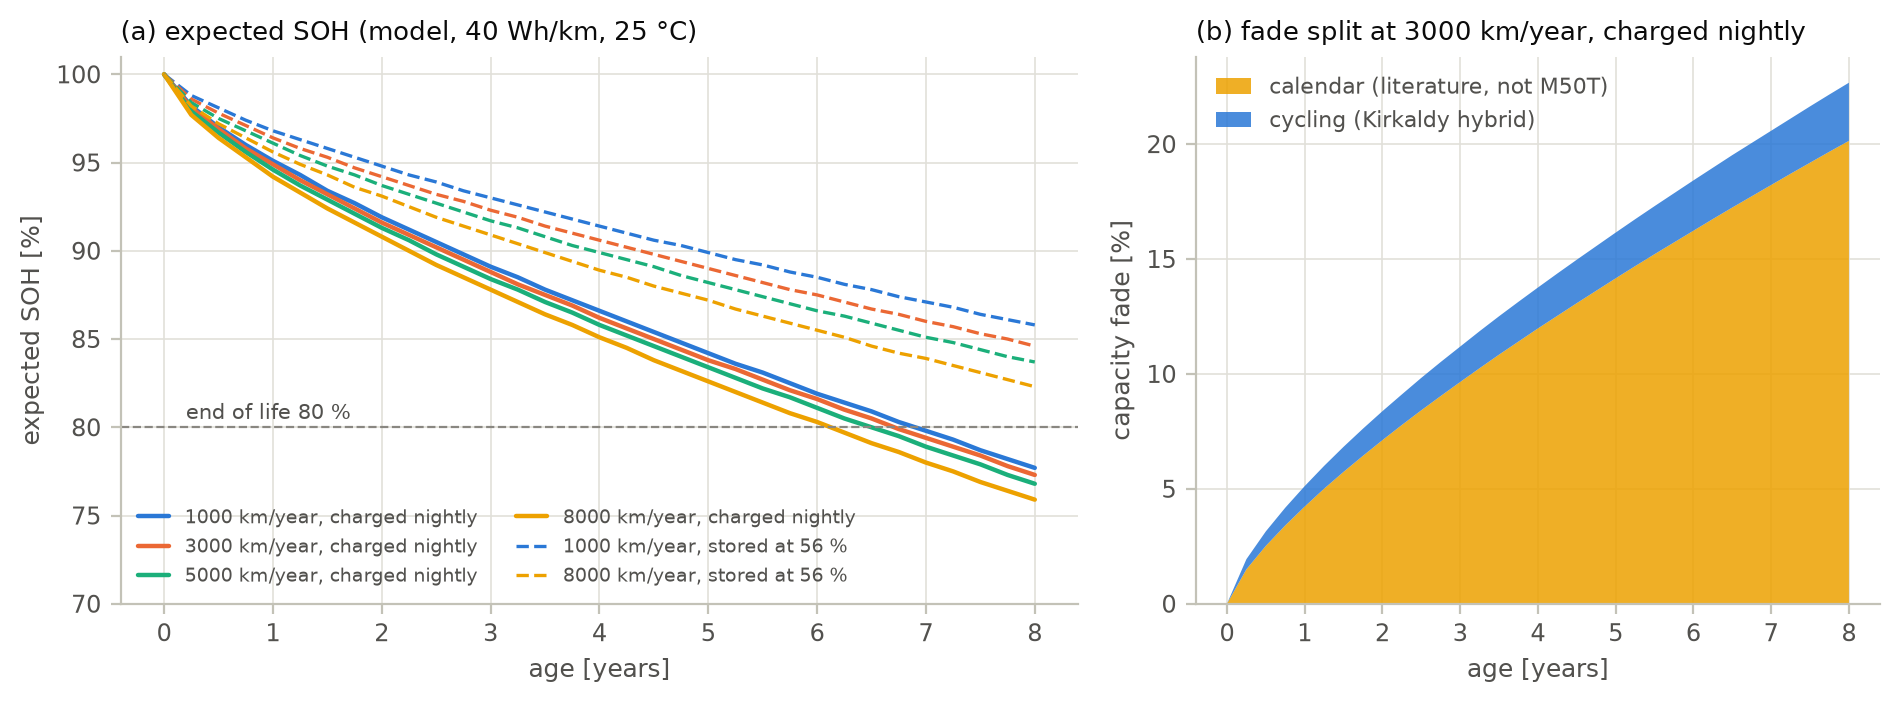 (a) expected SOH (model, 40 Wh/km, 25 °C)
expected SOH [%]
100
95
90
85
80
75
70
end of life 80 %
1000 km/year, charged nightly
3000 km/year, charged nightly
5000 km/year, charged nightly
8000 km/year, charged nightly
1000 km/year, stored at 56 %
8000 km/year, stored at 56 %
0 1 2 3 4 5 6 7 8
age [years]
(b) fade split at 3000 km/year, charged nightly
capacity fade [%]
calendar (literature, not M50T)
cycling (Kirkaldy hybrid)
20
15
10
5
0
0 1 2 3 4 5 6 7 8
age [years]